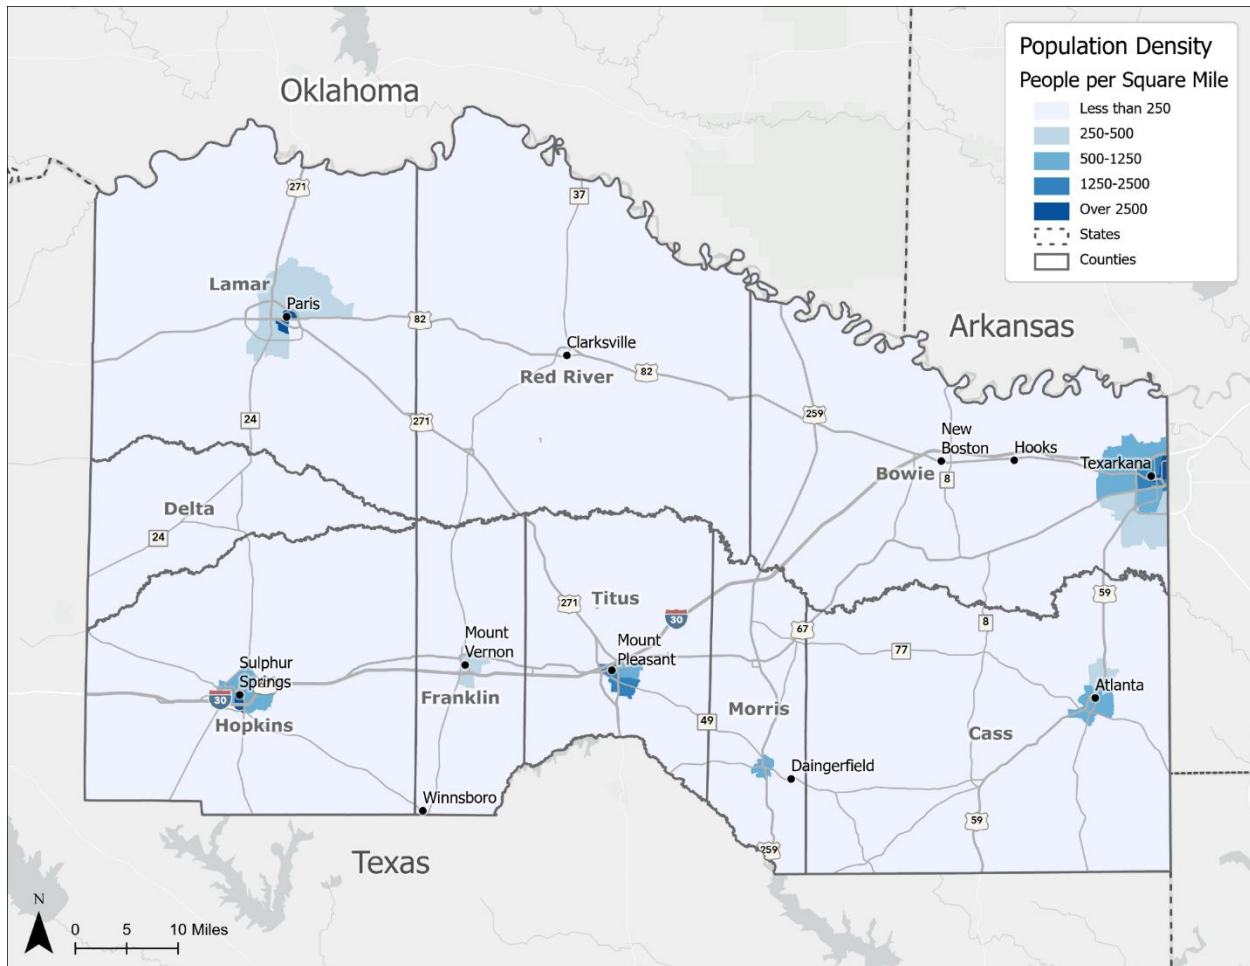 Population Density
People per Square Mile
Less than 250
250-500
500-1250
1250-2500
Over 2500
States
Counties
Oklahoma
271
37
Lamar
Paris
82
Arkansas
Clarksville
Red River
82
24
271
259
New
Boston
Hooks
Texarkana
Bowie
8
Delta
24
271
Titus
30
59
Mount
Vernon
Mount
Pleasant
67
8
77
Sulphur
Springs
30
Hopkins
Franklin
49
Morris
Atlanta
Cass
Daingerfield
Winnsboro
59
259
Texas
N
0 5 10 Miles